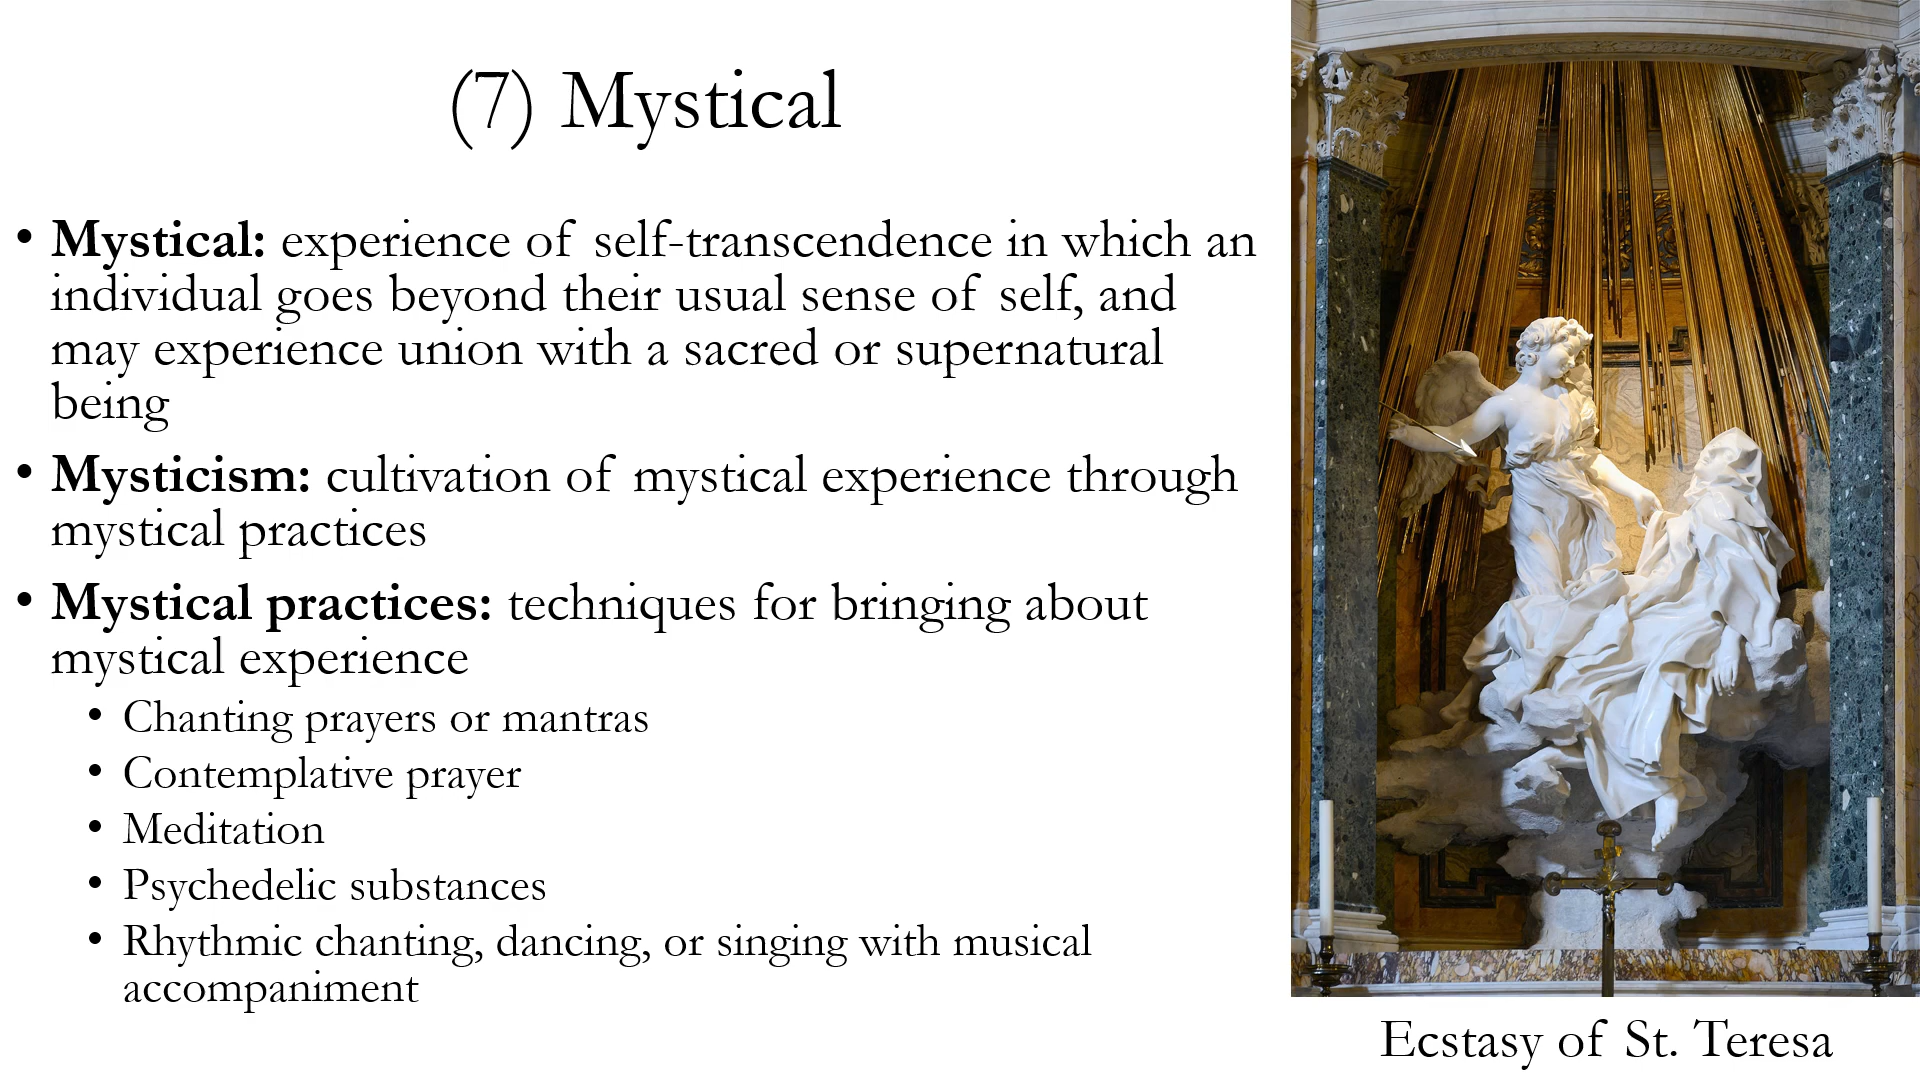 (7) Mystical
• Mystical: experience of self-transcendence in which an
individual goes beyond their usual sense of self, and
may experience union with a sacred or supernatural
being
• Mysticism: cultivation of mystical experience through
mystical practices
• Mystical practices: techniques for bringing about
mystical experience
• Chanting prayers or mantras
• Contemplative prayer
• Meditation
• Psychedelic substances
• Rhythmic chanting, dancing, or singing with musical
accompaniment
Ecstasy of St. Teresa